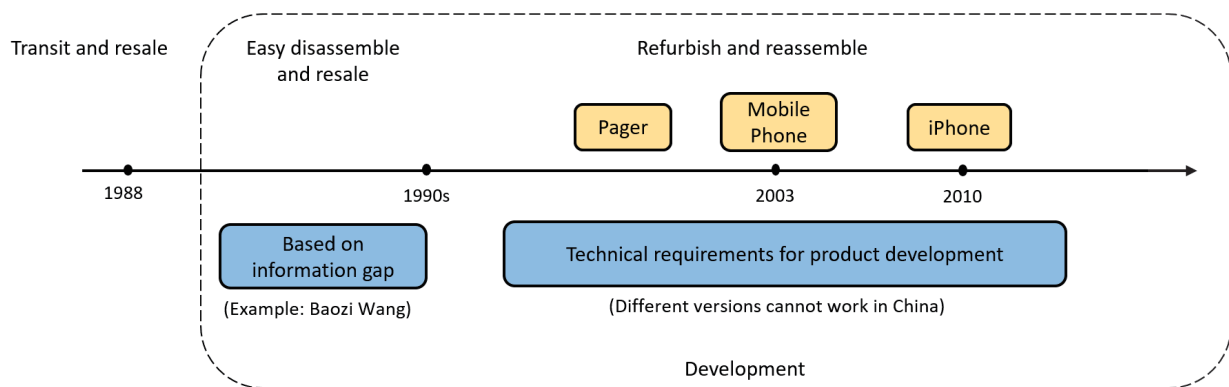 Transit and resale
Easy disassemble
and resale
Refurbish and reassemble
Pager
Mobile
Phone
iPhone
1988
1990s
2003
2010
Based on
information gap
Technical requirements for product development
(Example: Baozi Wang)
(Different versions cannot work in China)
Development